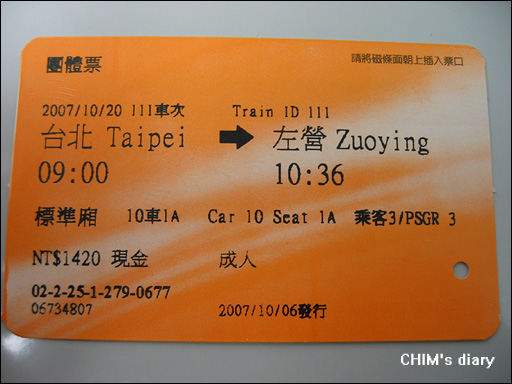 團體票
請將磁條面朝上插入票口
2007/10/20 111車次 Train ID 111
台北 Taipei → 左營 Zuoying
09:00 10:36
標準廂 10車1A Car 10 Seat 1A 乘客3/PSGR 3
NT$1420 現金 成人
02-2-25-1-279-0677
06734807 2007/10/06發行
CHIM's diary